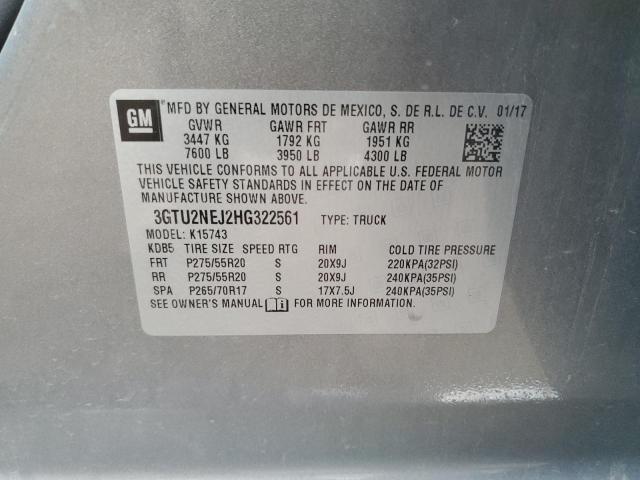 GM
®MFD BY GENERAL MOTORS DE MEXICO, S. DE R.L. DE C.V. 01/17
GVWR GAWR FRT GAWR RR
3447 KG 1792 KG 1951 KG
7600 LB 3950 LB 4300 LB
THIS VEHICLE CONFORMS TO ALL APPLICABLE U.S. FEDERAL MOTOR
VEHICLE SAFETY STANDARDS IN EFFECT ON THE DATE OF
MANUFACTURE SHOWN ABOVE.
3GTU2NEJ2HG322561 TYPE: TRUCK
MODEL: K15743
KDB5 TIRE SIZE SPEED RTG RIM COLD TIRE PRESSURE
FRT P275/55R20 S 20X9J 220KPA(32PSI)
RR P275/55R20 S 20X9J 240KPA(35PSI)
SPA P265/70R17 S 17X7.5J 240KPA(35PSI)
SEE OWNER'S MANUAL FOR MORE INFORMATION.